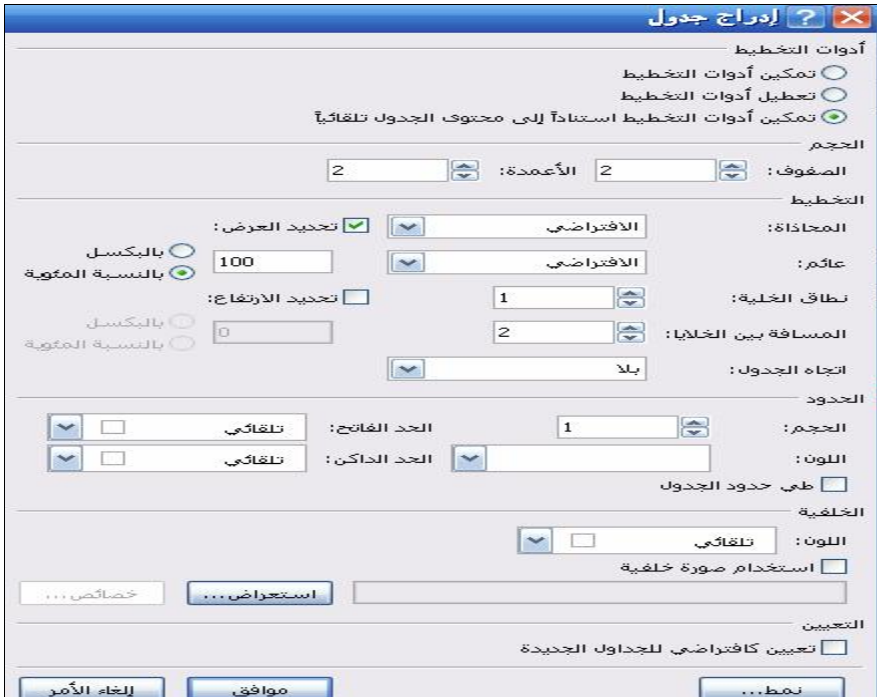 إدراج جدول
أدوات التخطيط
تمكين أدوات التخطيط
تعطيل أدوات التخطيط
تمكين أدوات التخطيط استناداً إلى محتوى الجدول تلقائياً
الحجم
الصفوف: 2 الأعمدة: 2
التخطيط
المحاذاة: الافتراضي تحديد العرض:
بالبكسل
عائم: الافتراضي 100 بالنسبة المئوية
نطاق الخلية: 1 تحديد الارتفاع:
بالبكسل
المسافة بين الخلايا: 2 0 بالنسبة المئوية
اتجاه الجدول: بلا
الحدود
الحجم: 1 الحد الفاتح: تلقائي
اللون: الحد الداكن: تلقائي
طي حدود الجدول
الخلفية
اللون: تلقائي
استخدام صورة خلفية
استعراض... خصائص...
التعيين
تعيين كافتراضي للجداول الجديدة
نمط... موافق إلغاء الأمر